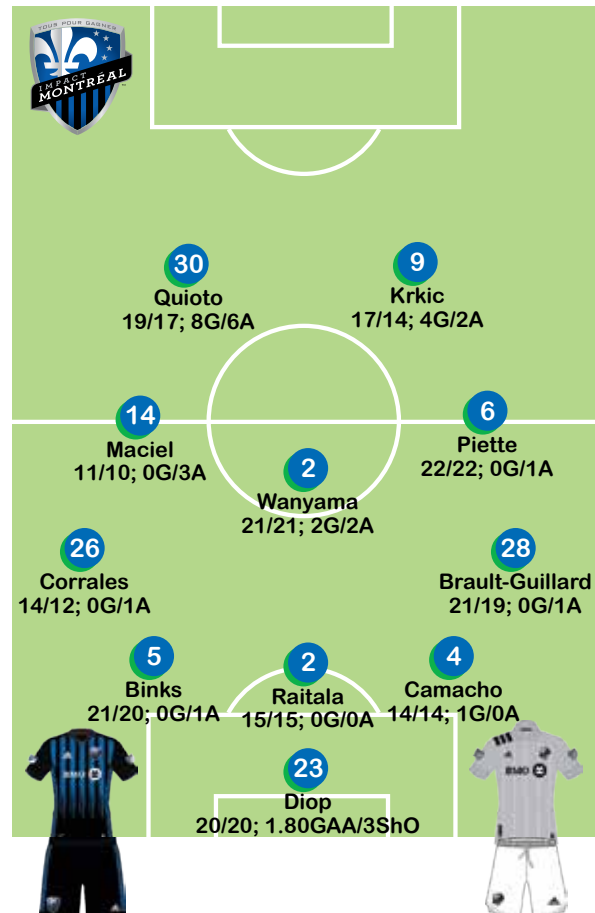 TOUS POUR GAGNER
IMPACT
MONTRÉAL
30
Quioto
19/17; 8G/6A
9
Krkic
17/14; 4G/2A
14
Maciel
11/10; 0G/3A
6
Piette
22/22; 0G/1A
2
Wanyama
21/21; 2G/2A
26
Corrales
14/12; 0G/1A
28
Brault-Guillard
21/19; 0G/1A
5
Binks
21/20; 0G/1A
2
Raitala
15/15; 0G/0A
4
Camacho
14/14; 1G/0A
23
Diop
20/20; 1.80GAA/3ShO
BMO
BMO